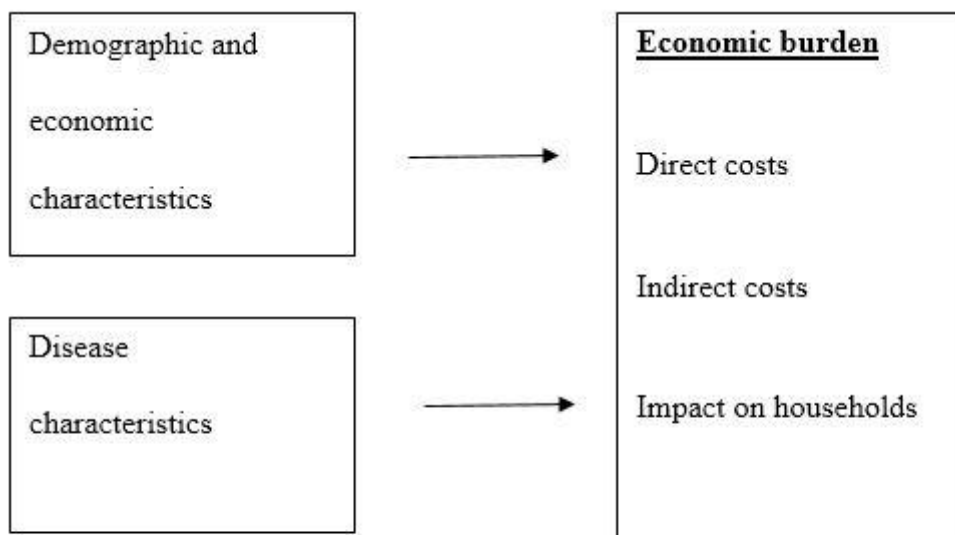 Demographic and
economic
characteristics
Disease
characteristics
Economic burden
Direct costs
Indirect costs
Impact on households